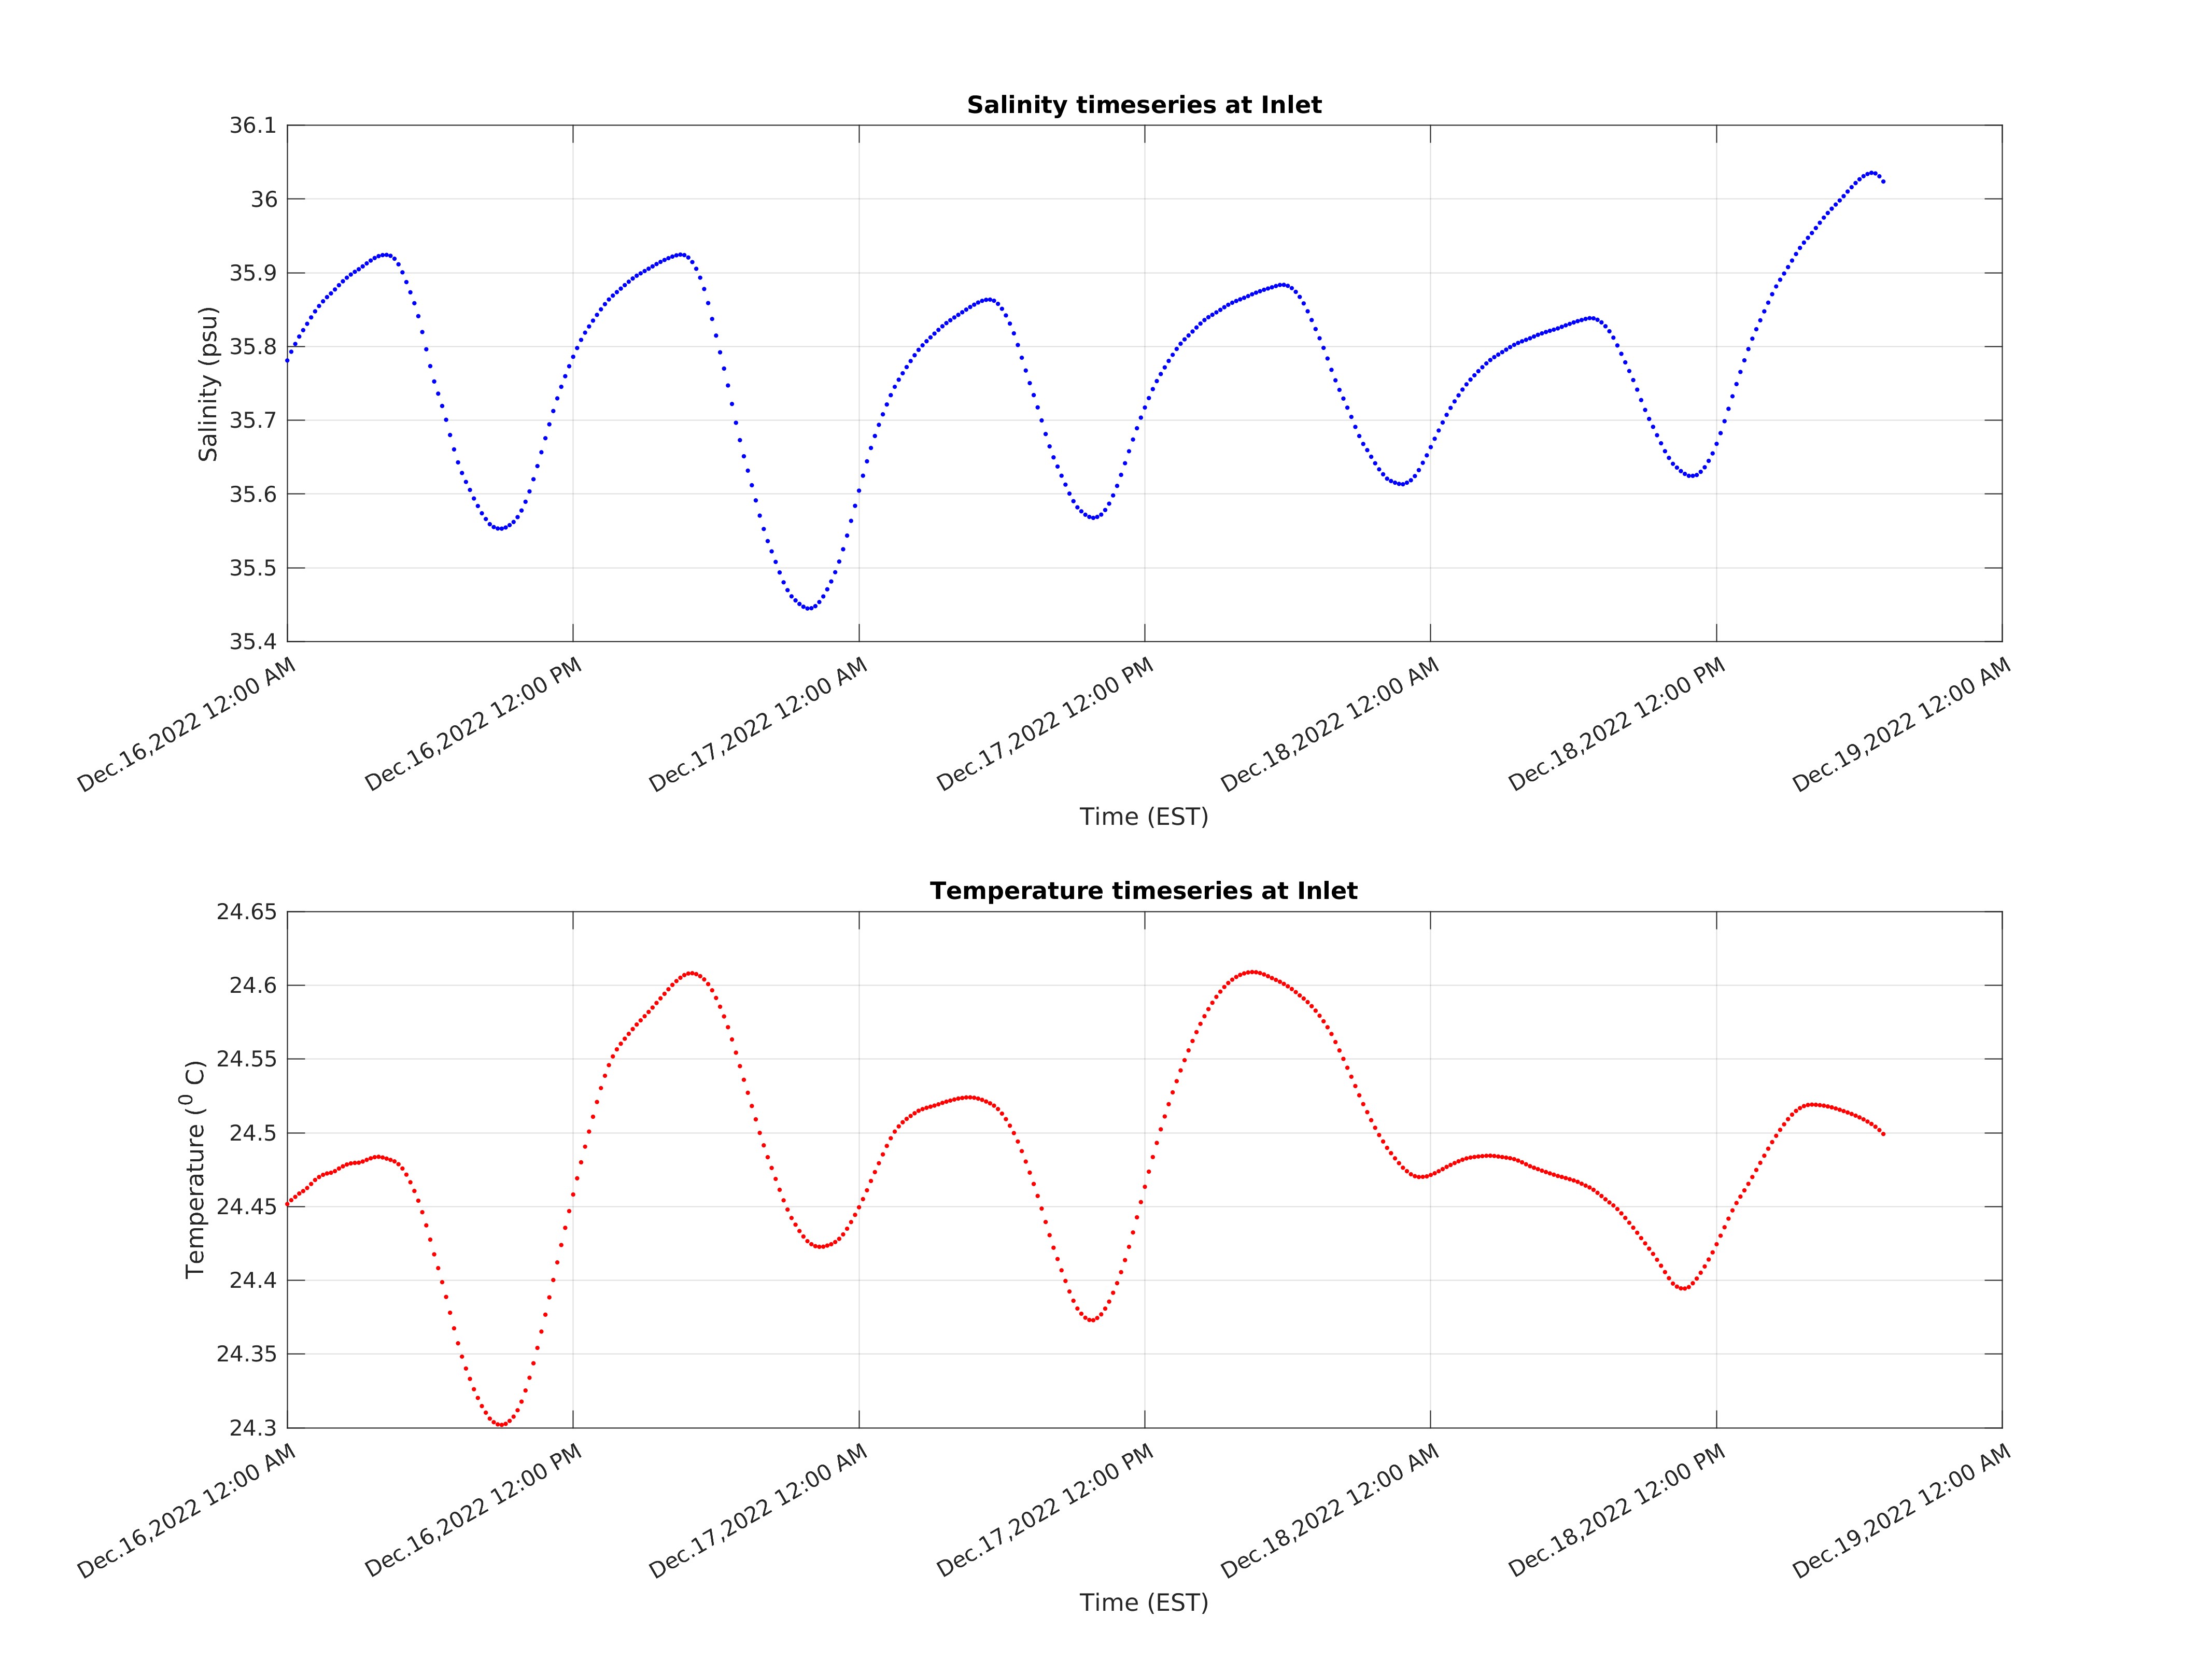 Salinity timeseries at Inlet
36.1
36
35.9
35.8
35.7
35.6
35.5
35.4
Salinity (psu)
Dec.16,2022 12:00 AM
Dec.16,2022 12:00 PM
Dec.17,2022 12:00 AM
Dec.17,2022 12:00 PM
Dec.18,2022 12:00 AM
Dec.18,2022 12:00 PM
Dec.19,2022 12:00 AM
Time (EST)
Temperature timeseries at Inlet
24.65
24.6
24.55
24.5
24.45
24.4
24.35
24.3
Temperature (⁰ C)
Dec.16,2022 12:00 AM
Dec.16,2022 12:00 PM
Dec.17,2022 12:00 AM
Dec.17,2022 12:00 PM
Dec.18,2022 12:00 AM
Dec.18,2022 12:00 PM
Dec.19,2022 12:00 AM
Time (EST)